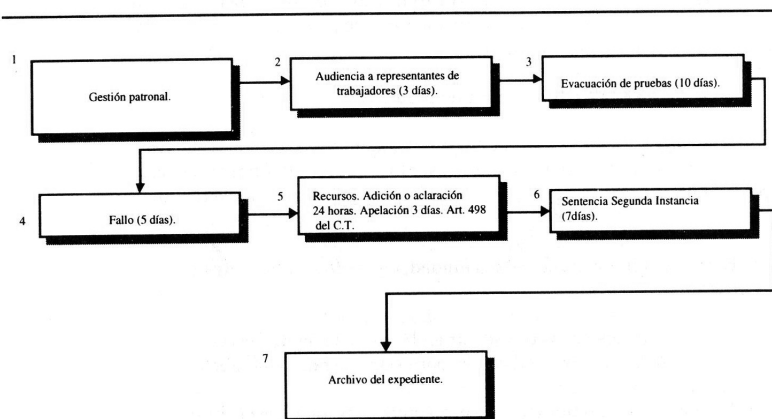 1
Gestión patronal.
2
Audiencia a representantes de
trabajadores (3 días).
3
Evacuación de pruebas (10 días).
4
Fallo (5 días).
5
Recursos. Adición o aclaración
24 horas. Apelación 3 días. Art. 498
del C.T.
6
Sentencia Segunda Instancia
(7días).
7
Archivo del expediente.